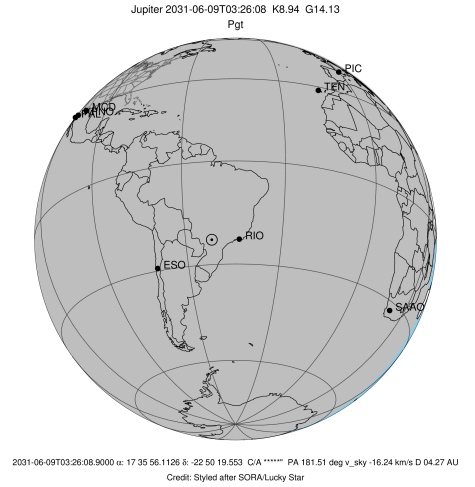 Jupiter 2031-06-09T03:26:08 K8.94 G14.13
Pgt
PIC
TEN
MCD
RIO
ESO
SAAO
2031-06-09T03:26:08.9000 α: 17 35 56.1126 δ: -22 50 19.553 C/A *****" PA 181.51 deg v_sky -16.24 km/s D 04.27 AU
Credit: Styled after SORA/Lucky Star